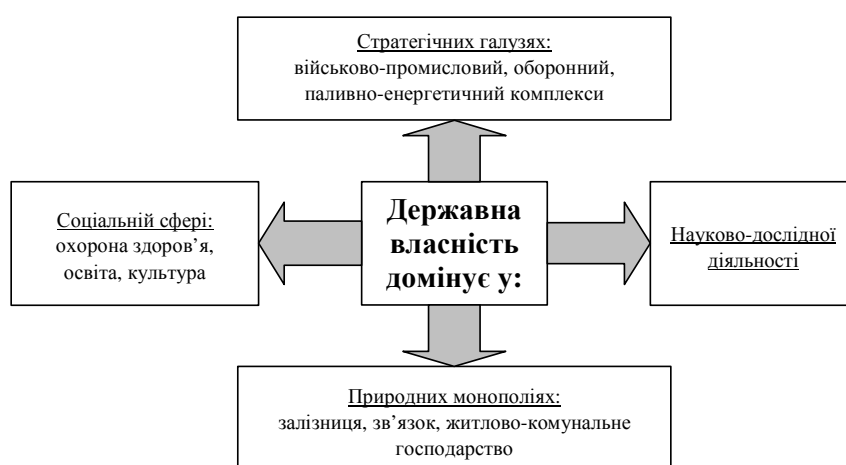 Стратегічних галузях:
військово-промисловий, оборонний,
паливно-енергетичний комплекси
Соціальній сфері:
охорона здоров’я,
освіта, культура
Державна
власність
домінує у:
Науково-дослідної
діяльності
Природних монополіях:
залізниця, зв’язок, житлово-комунальне
господарство